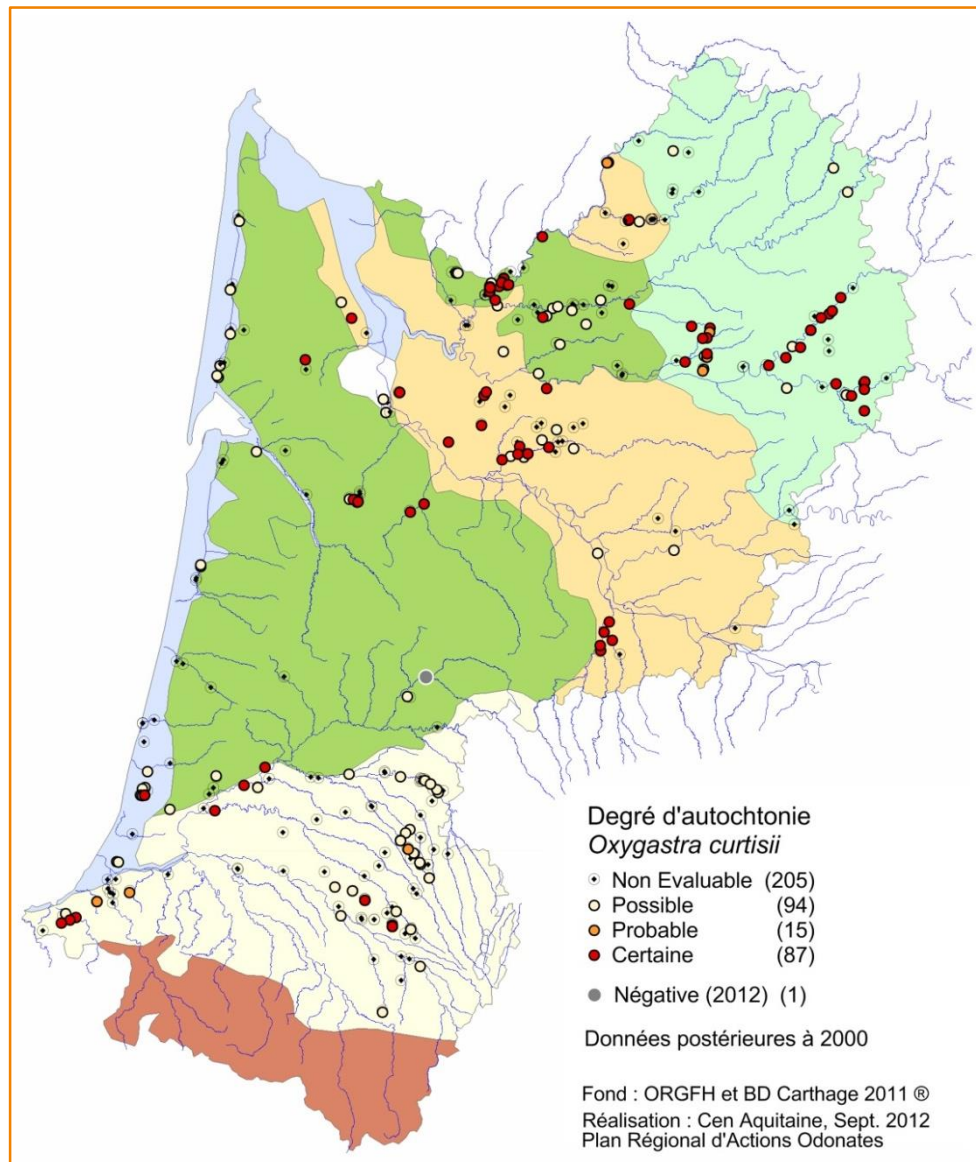 Degré d'autochtonie
Oxygastra curtisii
Non Evaluable (205)
Possible (94)
Probable (15)
Certaine (87)
Négative (2012) (1)
Données postérieures à 2000
Fond : ORGFH et BD Carthage 2011 ®
Réalisation : Cen Aquitaine, Sept. 2012
Plan Régional d'Actions Odonates